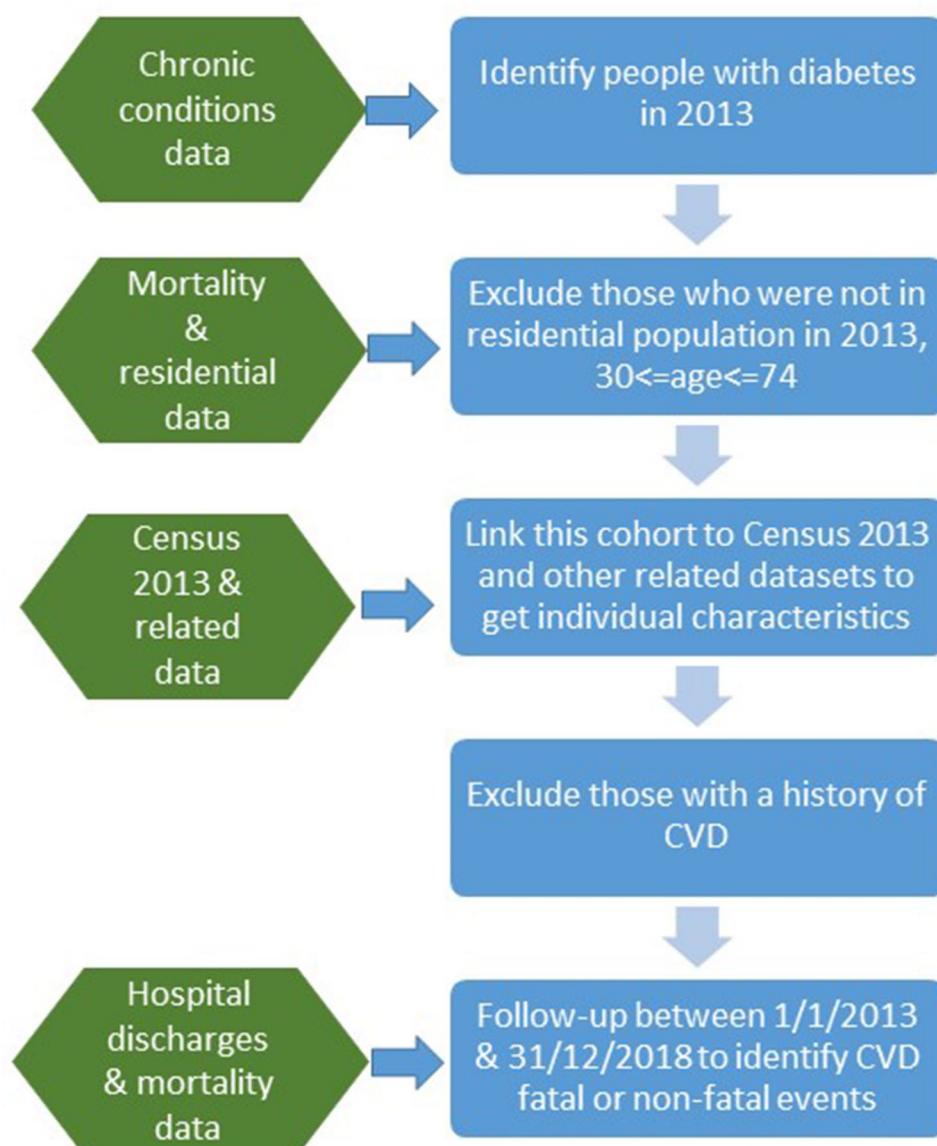 Chronic
conditions
data
Identify people with diabetes
in 2013
Mortality
&
residential
data
Exclude those who were not in
residential population in 2013,
30<=age<=74
Census
2013 &
related
data
Link this cohort to Census 2013
and other related datasets to
get individual characteristics
Exclude those with a history of
CVD
Hospital
discharges
& mortality
data
Follow-up between 1/1/2013
& 31/12/2018 to identify CVD
fatal or non-fatal events